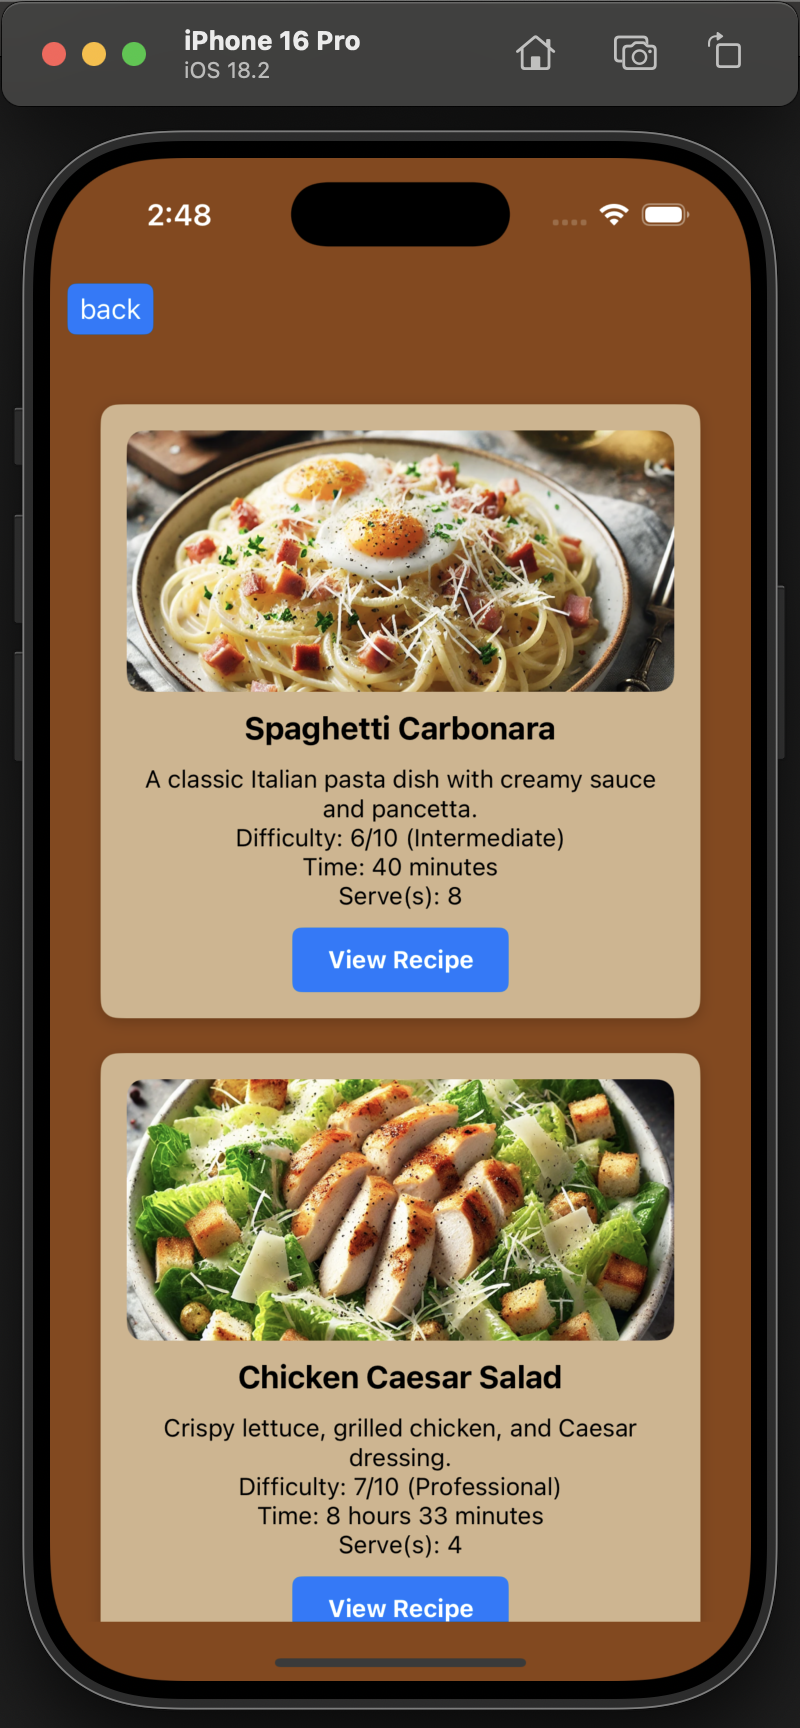 iPhone 16 Pro
iOS 18.2
2:48
back
Spaghetti Carbonara
A classic Italian pasta dish with creamy sauce
and pancetta.
Difficulty: 6/10 (Intermediate)
Time: 40 minutes
Serve(s): 8
View Recipe
Chicken Caesar Salad
Crispy lettuce, grilled chicken, and Caesar
dressing.
Difficulty: 7/10 (Professional)
Time: 8 hours 33 minutes
Serve(s): 4
View Recipe